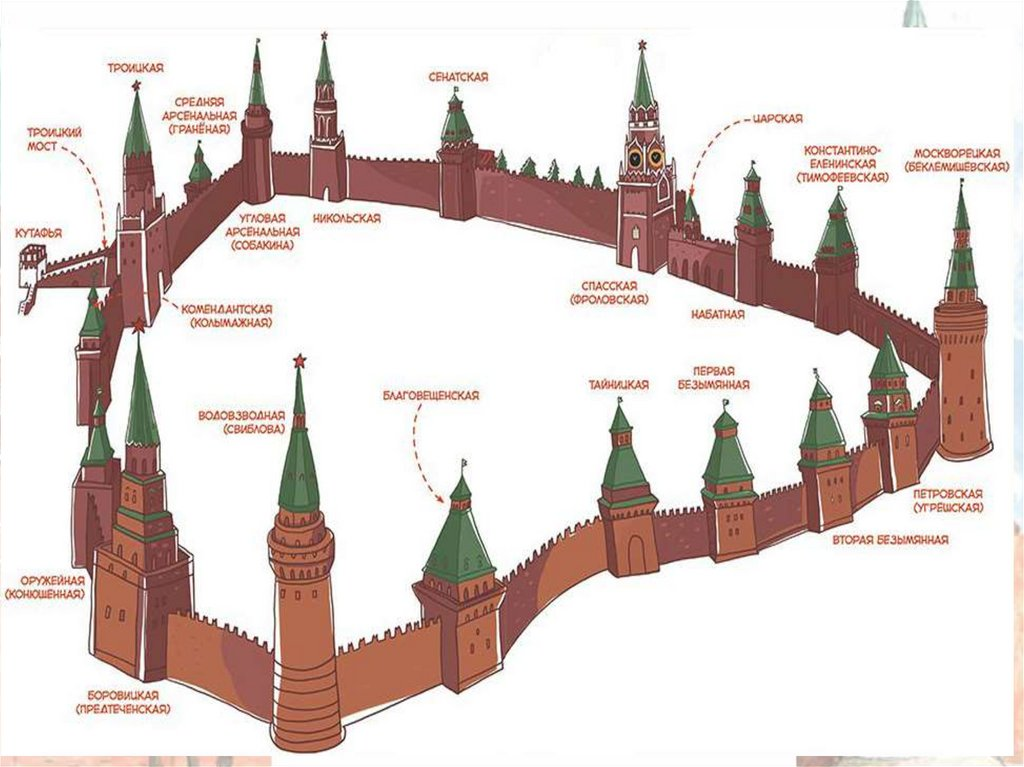 ТРОИЦКАЯ
СРЕДНЯЯ
АРСЕНАЛЬНАЯ
(ГРАНЁНАЯ)
СЕНАТСКАЯ
ЦАРСКАЯ
ТРОИЦКИЙ
МОСТ
КОНСТАНТИНО-
ЕЛЕНИНСКАЯ
(ТИМОФЕЕВСКАЯ)
МОСКВОРЕЦКАЯ
(БЕКЛЕМИШЕВСКАЯ)
КУТАФЬЯ
УГЛОВАЯ
АРСЕНАЛЬНАЯ
(СОБАКИНА)
НИКОЛЬСКАЯ
СПАССКАЯ
(ФРОЛОВСКАЯ)
НАБАТНАЯ
КОМЕНДАНТСКАЯ
(КОЛЫМАЖНАЯ)
ВОДОВЗВОДНАЯ
(СВИБЛОВА)
БЛАГОВЕЩЕНСКАЯ
ТАЙНИЦКАЯ
ПЕРВАЯ
БЕЗЫМЯННАЯ
ПЕТРОВСКАЯ
(УГРЕШСКАЯ)
ВТОРАЯ БЕЗЫМЯННАЯ
ОРУЖЕЙНАЯ
(КОНЮШЕННАЯ)
БОРОВИЦКАЯ
(ПРЕДТЕЧЕНСКАЯ)